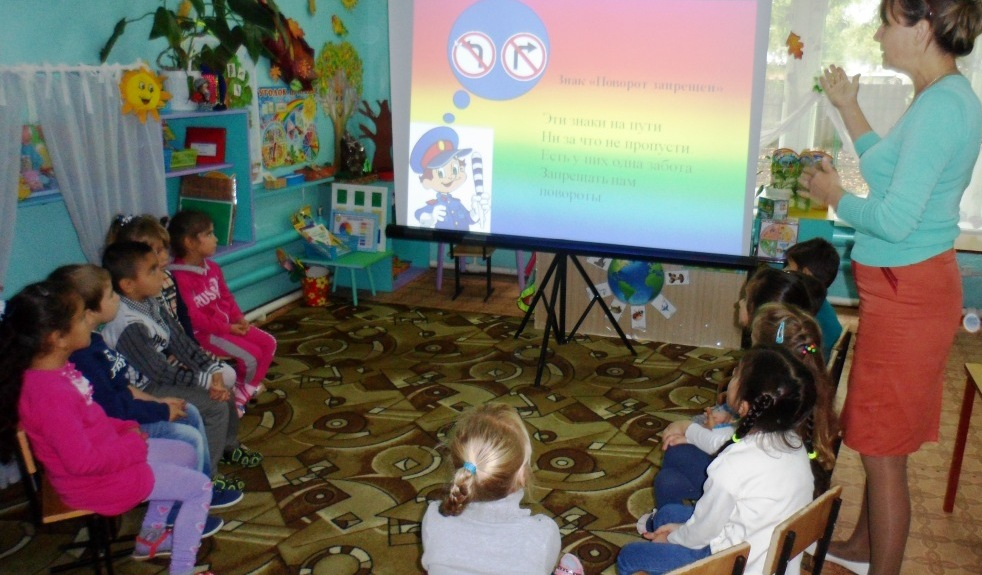 Знак «Поворот запрещен»
Эти знаки на пути
Ни за что не пропусти
Есть у них одна забота
Запрещать нам
повороты
RUSS